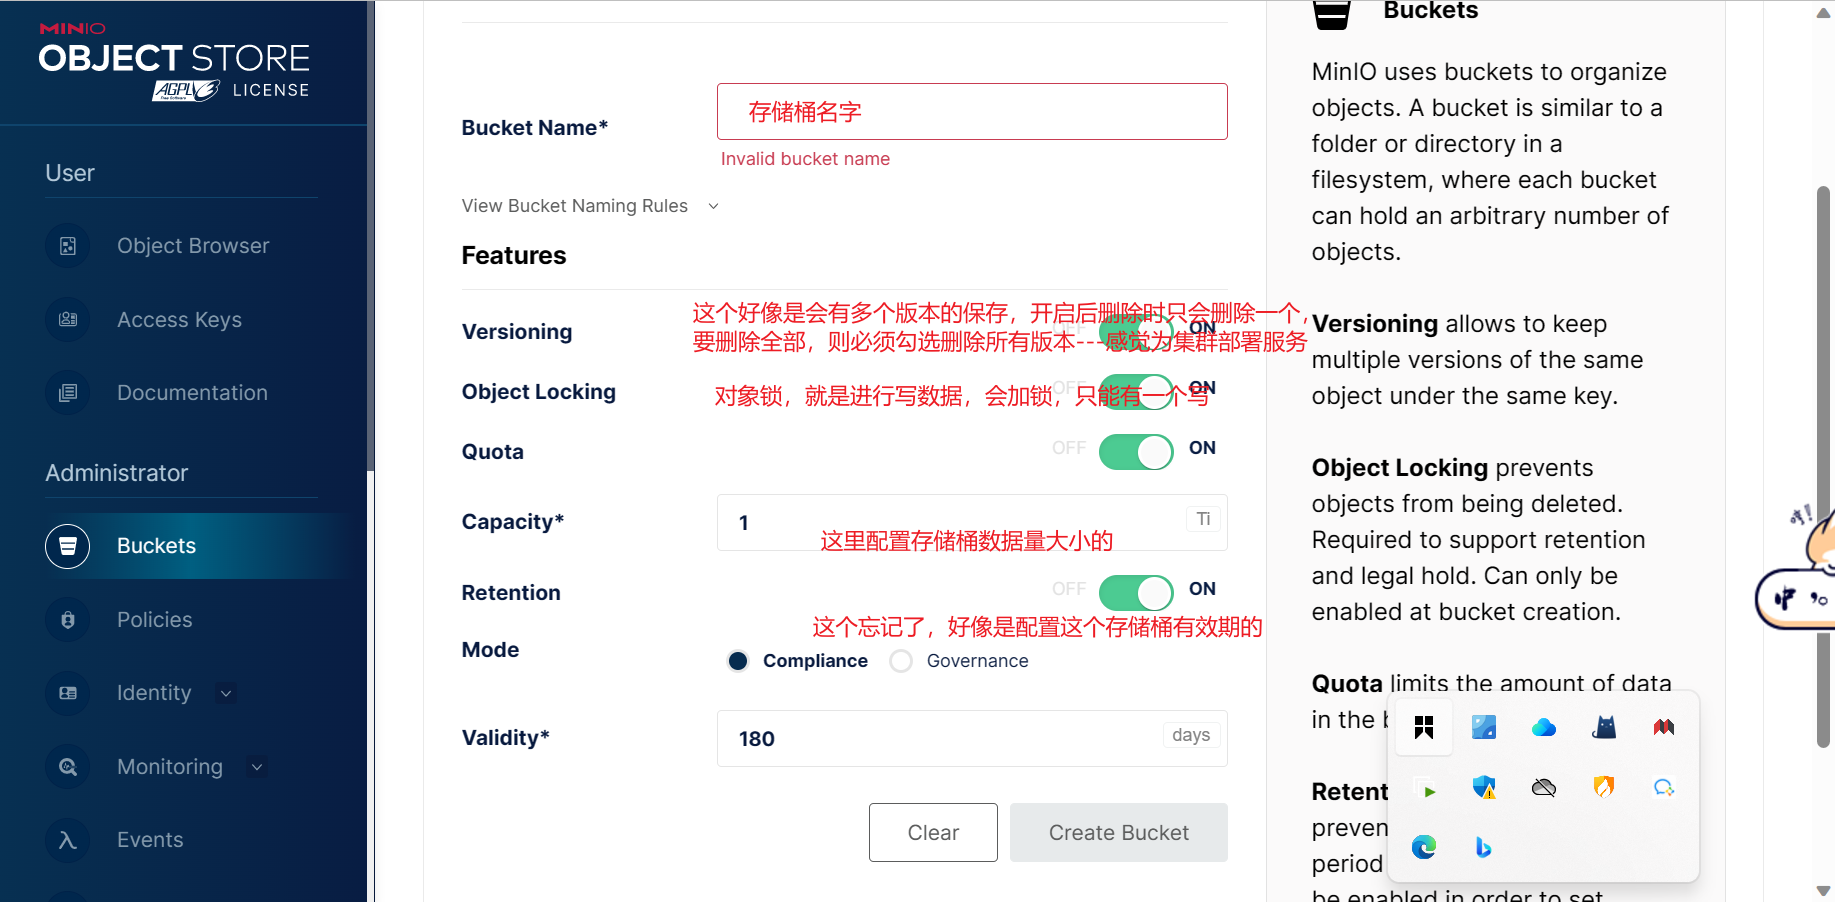 MINIO
OBJECT STORE
AGPL v3
Free Software
LICENSE
User
Object Browser
Access Keys
Documentation
Administrator
Buckets
Policies
Identity
Monitoring
Events
Bucket Name*
存储桶名字
Invalid bucket name
View Bucket Naming Rules
Features
Versioning
OFF
ON
这个好像是会有多个版本的保存，开启后删除时只会删除一个，
要删除全部，则必须勾选删除所有版本---感觉为集群部署服务
Object Locking
OFF
ON
对象锁，就是进行写数据，会加锁，只能有一个写
Quota
OFF
ON
Capacity*
1
Ti
这里配置存储桶数据量大小的
Retention
OFF
ON
这个忘记了，好像是配置这个存储桶有效期的
Mode
Compliance
Governance
Validity*
180
days
Clear
Create Bucket
Buckets
MinIO uses buckets to organize
objects. A bucket is similar to a
folder or directory in a
filesystem, where each bucket
can hold an arbitrary number of
objects.
Versioning allows to keep
multiple versions of the same
object under the same key.
Object Locking prevents
objects from being deleted.
Required to support retention
and legal hold. Can only be
enabled at bucket creation.
Quota limits the amount of data
in the b
Retent
preven
period
be enabled in order to set
中